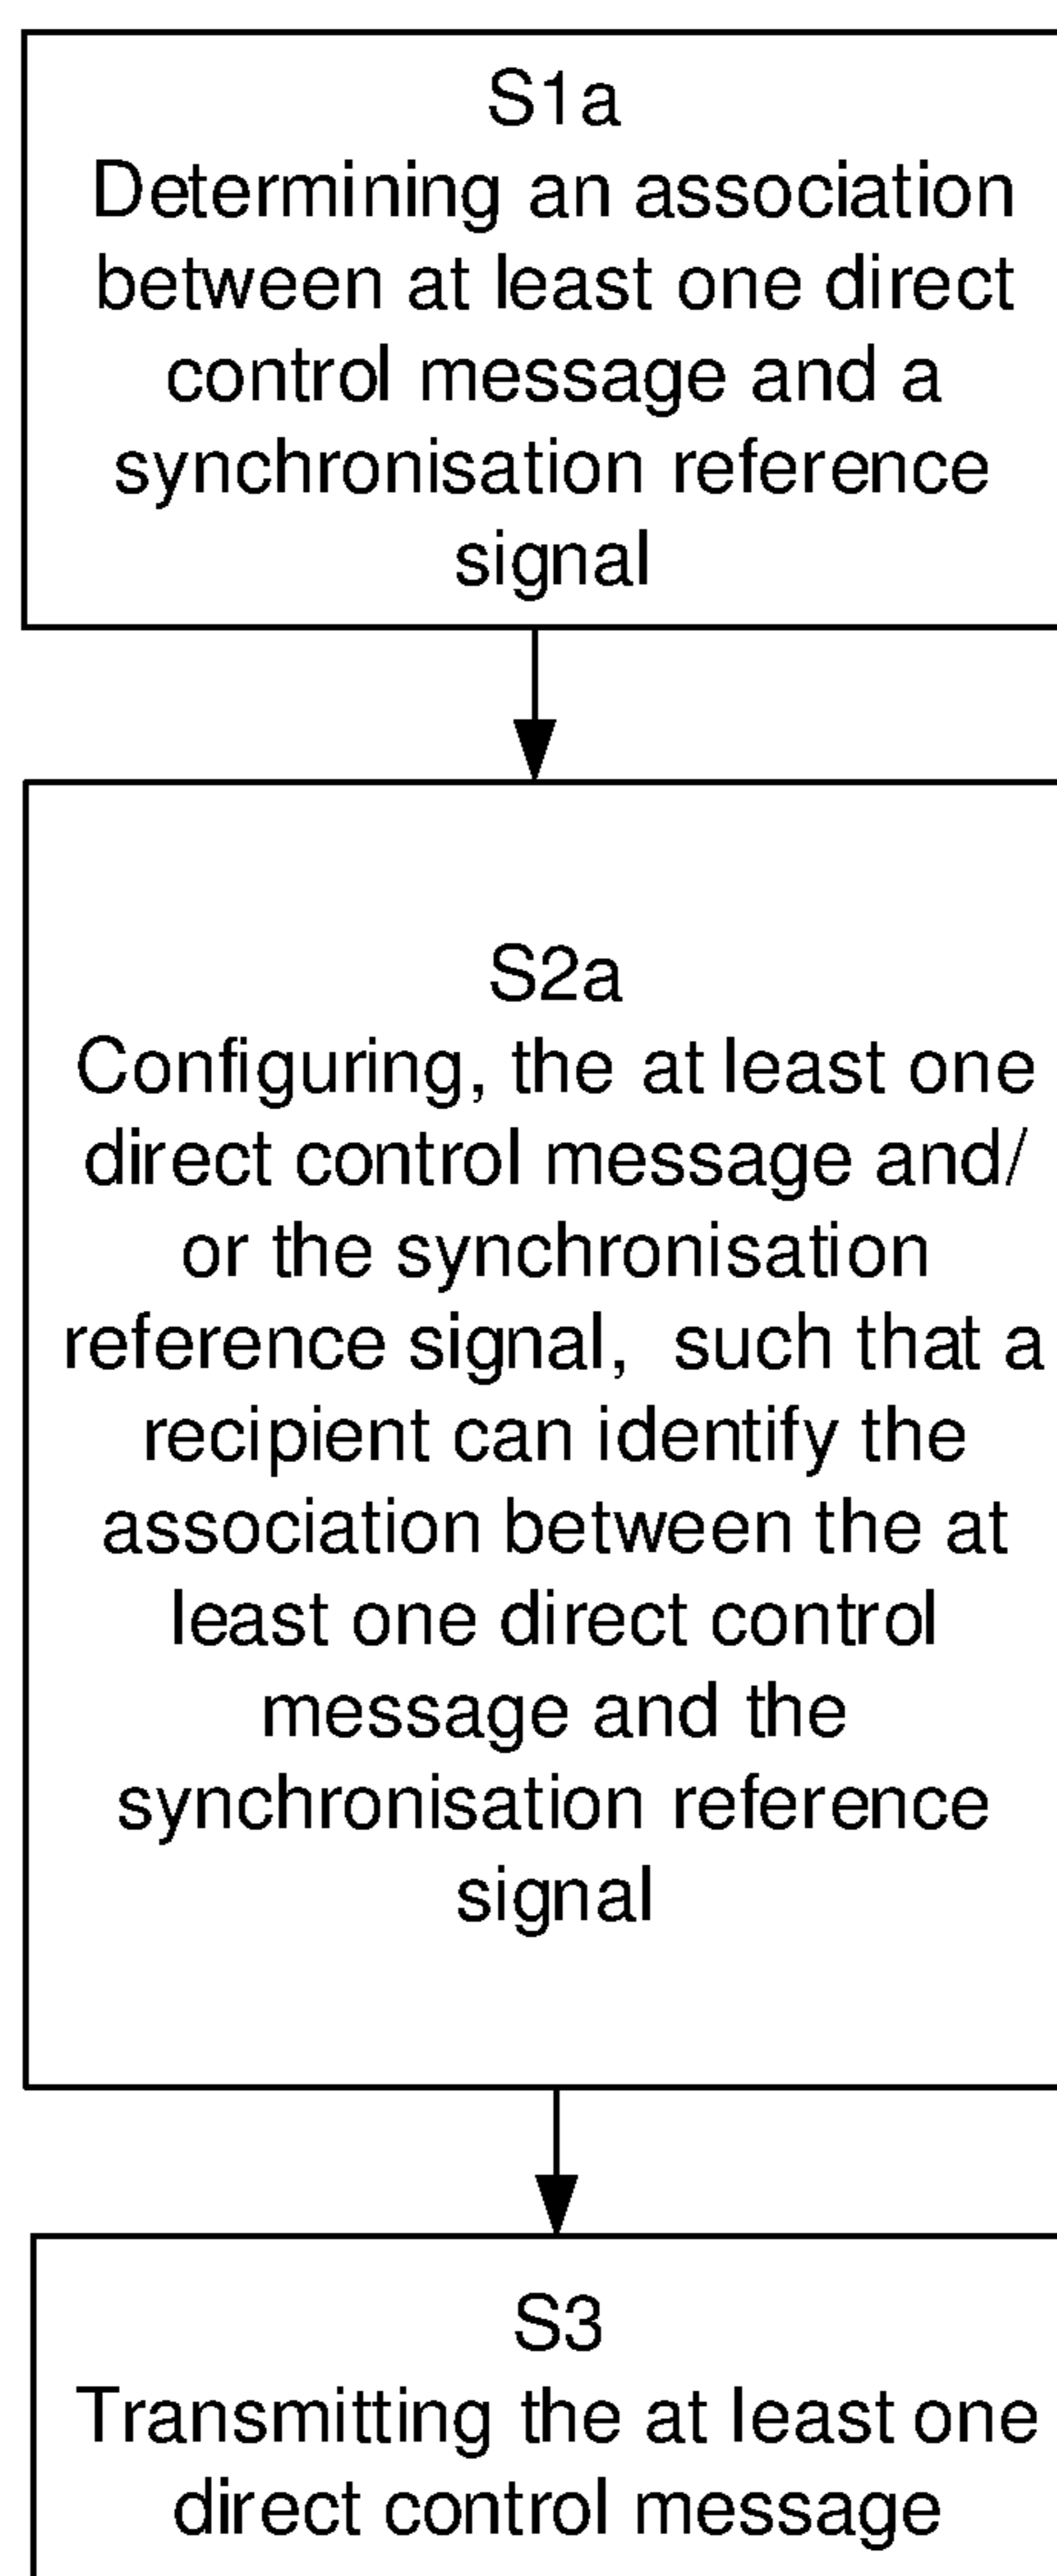 S1a
Determining an association
between at least one direct
control message and a
synchronisation reference
signal
S2a
Configuring, the at least one
direct control message and/
or the synchronisation
reference signal, such that a
recipient can identify the
association between the at
least one direct control
message and the
synchronisation reference
signal
S3
Transmitting the at least one
direct control message